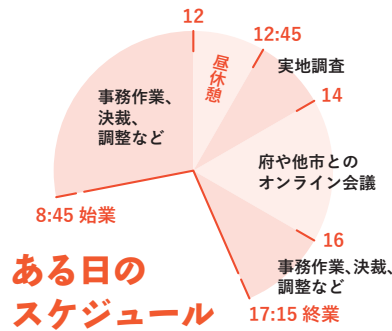 12
12:45
昼休憩
実地調査
14
事務作業、
決裁、
調整など
府や他市との
オンライン会議
8:45 始業
16
事務作業、決裁、
調整など
17:15 終業
ある日の
スケジュール